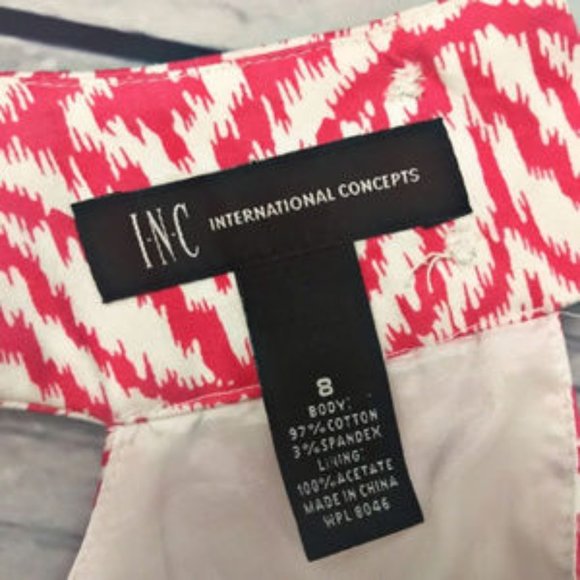 I·N·C INTERNATIONAL CONCEPTS
8
BODY:
97% COTTON
3% SPANDEX
LINING:
100% ACETATE
MADE IN CHINA
WPL 8046